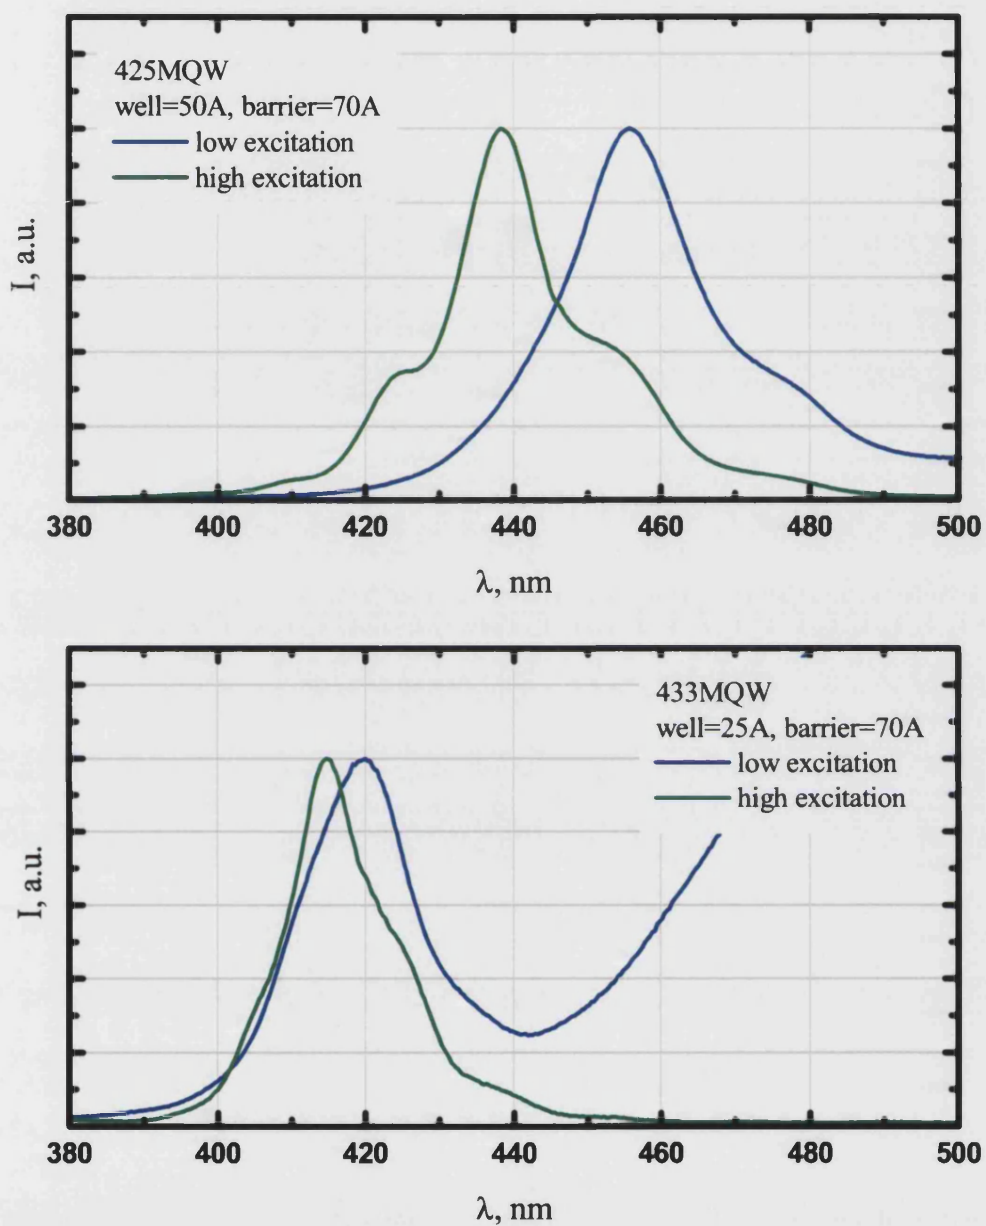 425MQW
well=50A, barrier=70A
low excitation
high excitation
I, a.u.
380 400 420 440 460 480 500
λ, nm
433MQW
well=25A, barrier=70A
low excitation
high excitation
I, a.u.
380 400 420 440 460 480 500
λ, nm